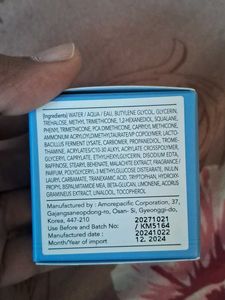 [Ingredients] WATER / AQUA / EAU, BUTYLENE GLYCOL, GLYCERIN,
TREHALOSE, METHYL TRIMETHICONE, 1,2-HEXANEDIOL, SQUALANE,
PHENYL TRIMETHICONE, PCA DIMETHICONE, CAPRYLYL METHICONE,
AMMONIUM ACRYLOYLDIMETHYLTAURATE/VP COPOLYMER, LACTO-
BACILLUS FERMENT LYSATE, CARBOMER, PROPANEDIOL, TROME-
THAMINE, ACRYLATES/C10-30 ALKYL ACRYLATE CROSSPOLYMER,
GLYCERYL CAPRYLATE, ETHYLHEXYLGLYCERIN, DISODIUM EDTA,
RAFFINOSE, STEARYL BEHENATE, MALACHITE EXTRACT, FRAGRANCE /
PARFUM, POLYGLYCERYL-3 METHYLGLUCOSE DISTEARATE, INULIN
LAURYL CARBAMATE, TRANEXAMIC ACID, TRYPTOPHAN, HYDROXY-
PROPYL BISPALMITAMIDE MEA, BETA-GLUCAN, LIMONENE, ACORUS
GRAMINEUS EXTRACT, LINALOOL, TOCOPHEROL
Manufactured by : Amorepacific Corporation, 37,
Gajangsaneopdong-ro, Osan- Si, Gyeonggi-do,
Korea, 447-210
Use Before and Batch No.: 20271021 / KM5164
Manufactured date : 20241022
Month/Year of import : 12. 2024